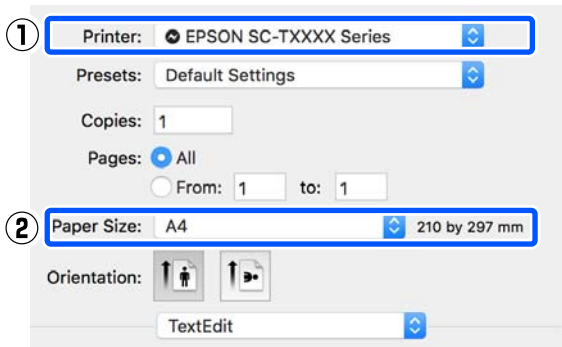 ① Printer: EPSON SC-TXXXX Series
Presets: Default Settings
Copies: 1
Pages: All
From: 1 to: 1
② Paper Size: A4 210 by 297 mm
Orientation:
TextEdit